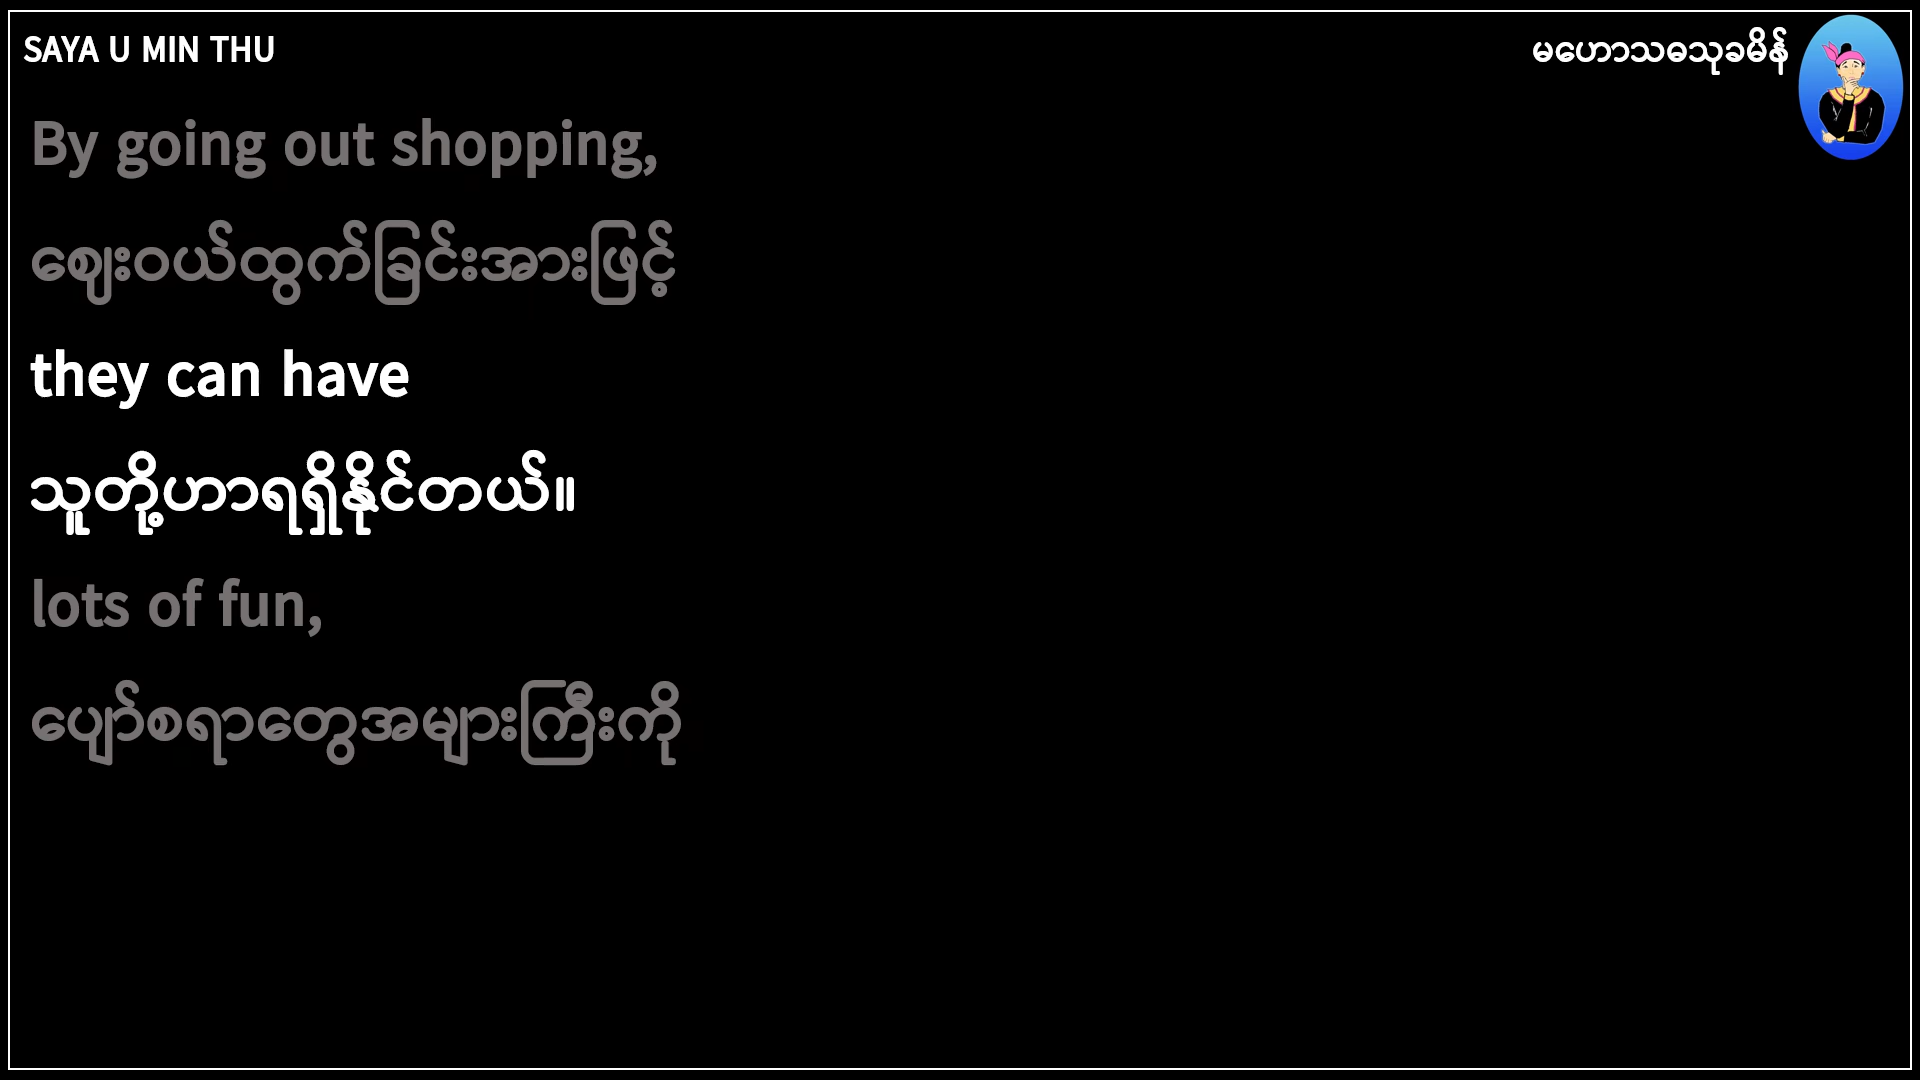 SAYA U MIN THU
မဟောသဓသုခမိန်
By going out shopping,
ဈေးဝယ်ထွက်ခြင်းအားဖြင့်
they can have
သူတို့ဟာရရှိနိုင်တယ်။
lots of fun,
ပျော်စရာတွေအများကြီးကို